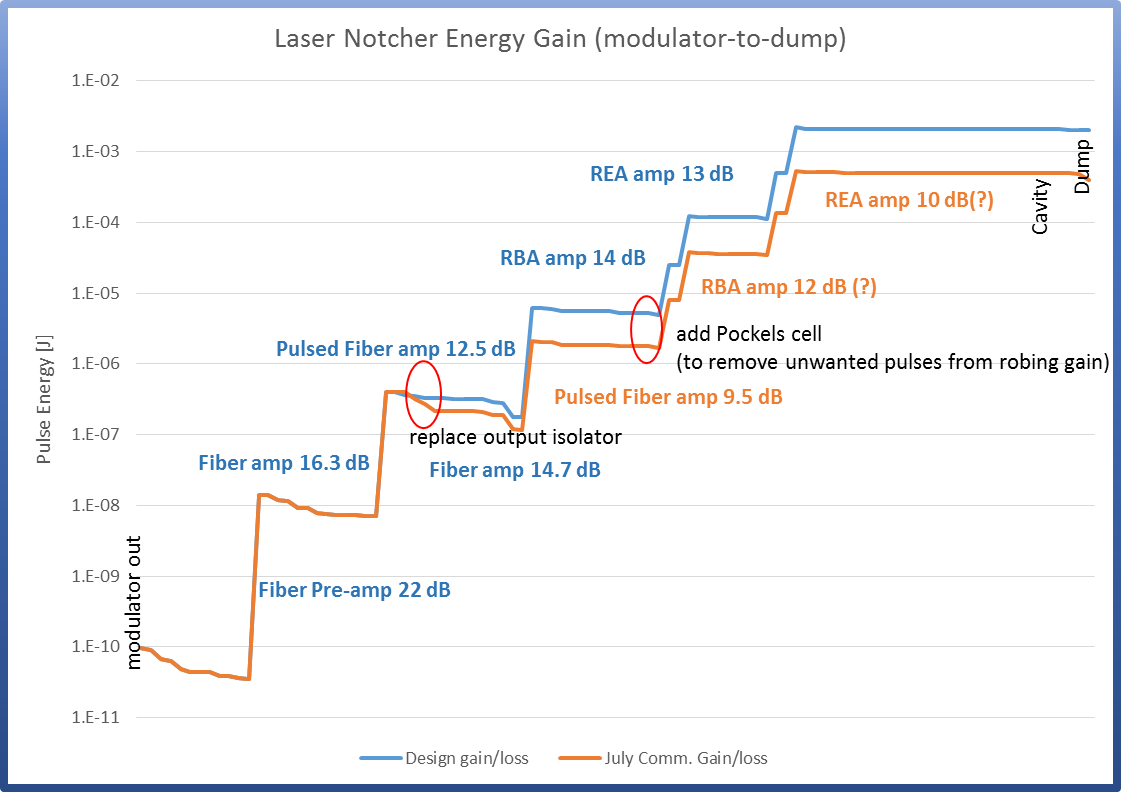 Laser Notcher Energy Gain (modulator-to-dump)
Pulse Energy [J]
1.E-02
1.E-03
1.E-04
1.E-05
1.E-06
1.E-07
1.E-08
1.E-09
1.E-10
1.E-11
modulator out
Fiber Pre-amp 22 dB
Fiber amp 16.3 dB
Pulsed Fiber amp 12.5 dB
replace output isolator
Fiber amp 14.7 dB
RBA amp 14 dB
Pulsed Fiber amp 9.5 dB
add Pockels cell
(to remove unwanted pulses from robing gain)
REA amp 13 dB
RBA amp 12 dB (?)
REA amp 10 dB(?)
Cavity
Dump
Design gain/loss
July Comm. Gain/loss